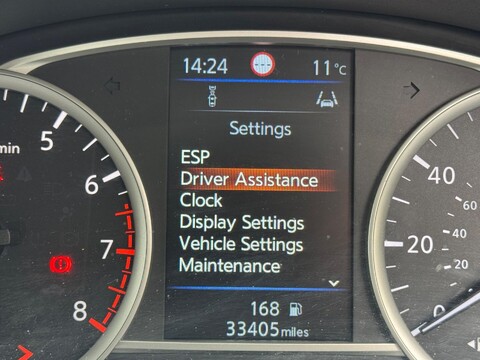 14:24 11°C
Settings
ESP
Driver Assistance
Clock
Display Settings
Vehicle Settings
Maintenance
168
33405 miles
min
5
6
7
8
40
20
0
60
40
20